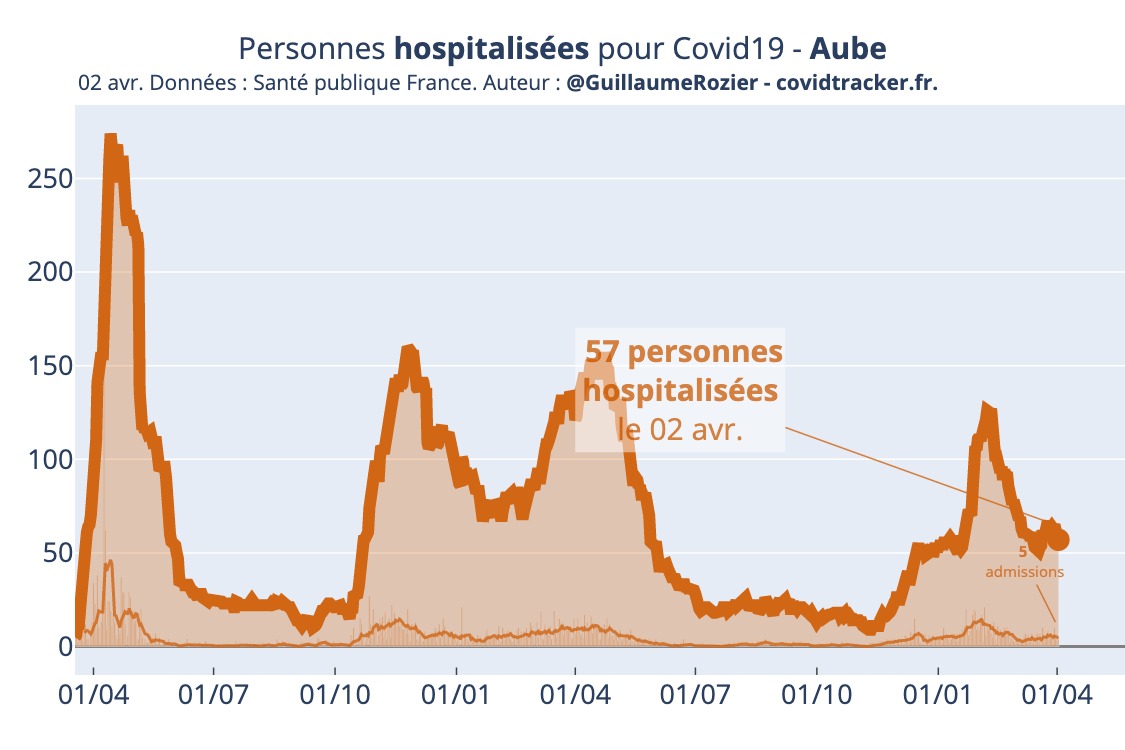 Personnes hospitalisées pour Covid19 - Aube
02 avr. Données : Santé publique France. Auteur : @GuillaumeRozier - covidtracker.fr.
250
200
150
100
50
0
57 personnes
hospitalisées
le 02 avr.
5
admissions
01/04
01/07
01/10
01/01
01/04
01/07
01/10
01/01
01/04